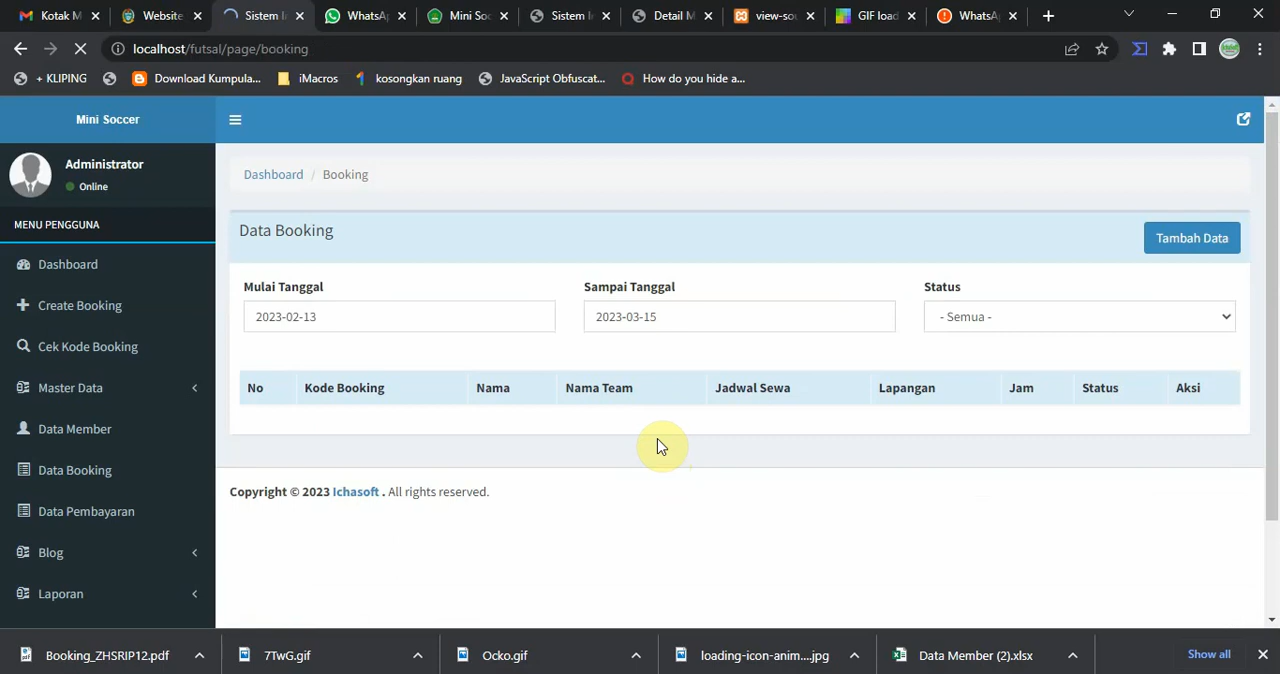 Kotak M
Website
Sistem I
WhatsAp
Mini Soc
Sistem In
Detail M
view-sou
GIF load
WhatsAp
localhost/futsal/page/booking
+ KLIPING
Download Kumpula...
iMacros
kosongkan ruang
JavaScript Obfuscat...
How do you hide a...
Mini Soccer
Administrator
Online
MENU PENGGUNA
Dashboard
Create Booking
Cek Kode Booking
Master Data
Data Member
Data Booking
Data Pembayaran
Blog
Laporan
Dashboard / Booking
Data Booking
Tambah Data
Mulai Tanggal Sampai Tanggal Status
2023-02-13 2023-03-15 - Semua -
No Kode Booking Nama Nama Team Jadwal Sewa Lapangan Jam Status Aksi
Copyright © 2023 Ichasoft . All rights reserved.
Booking_ZHSRIP12.pdf
7TwG.gif
Ocko.gif
loading-icon-anim....jpg
Data Member (2).xlsx
Show all